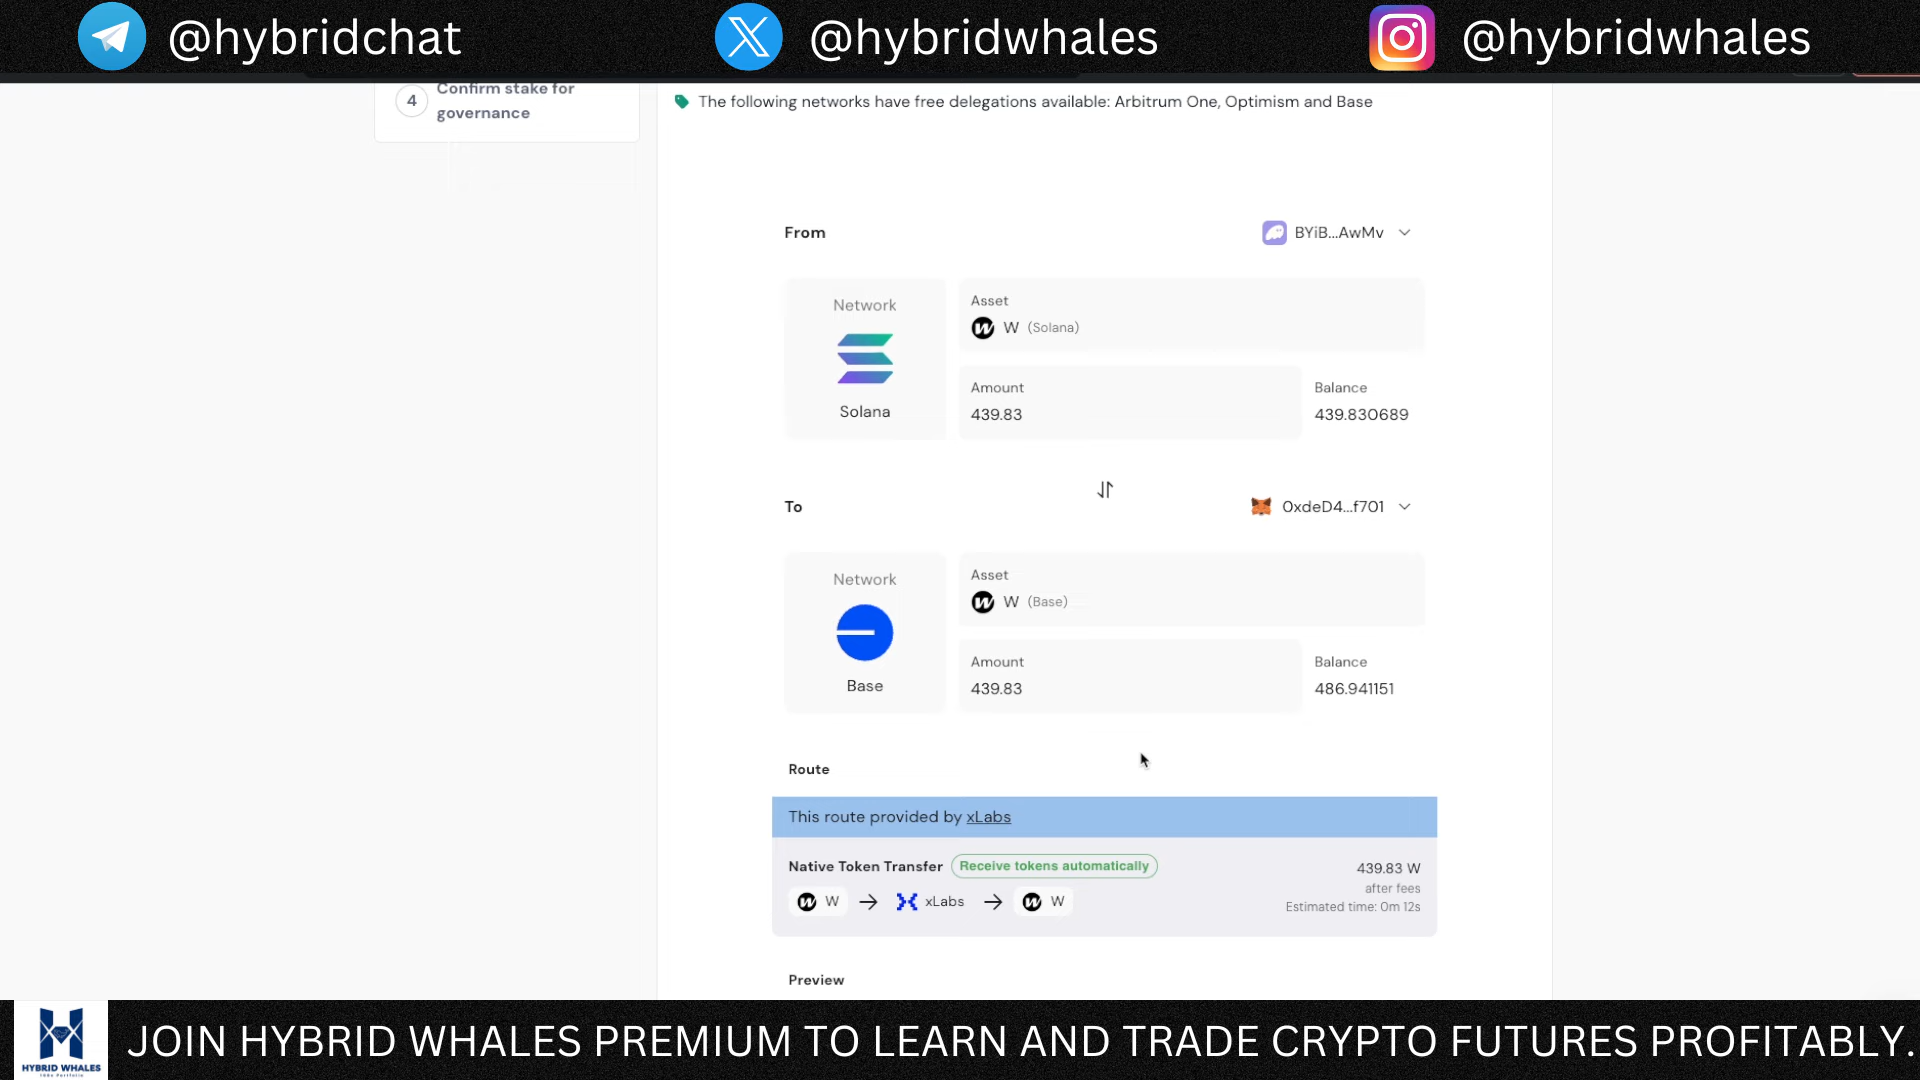 @hybridchat
@hybridwhales
@hybridwhales
4
Confirm stake for
governance
The following networks have free delegations available: Arbitrum One, Optimism and Base
From
BYiB...AwMv
Network
Solana
Asset
W (Solana)
Amount
439.83
Balance
439.830689
To
0xdeD4...f701
Network
Base
Asset
W (Base)
Amount
439.83
Balance
486.941151
Route
This route provided by xLabs
Native Token Transfer
Receive tokens automatically
W
xLabs
W
439.83 W
after fees
Estimated time: 0m 12s
Preview
HYBRID WHALES
JOIN HYBRID WHALES PREMIUM TO LEARN AND TRADE CRYPTO FUTURES PROFITABLY.